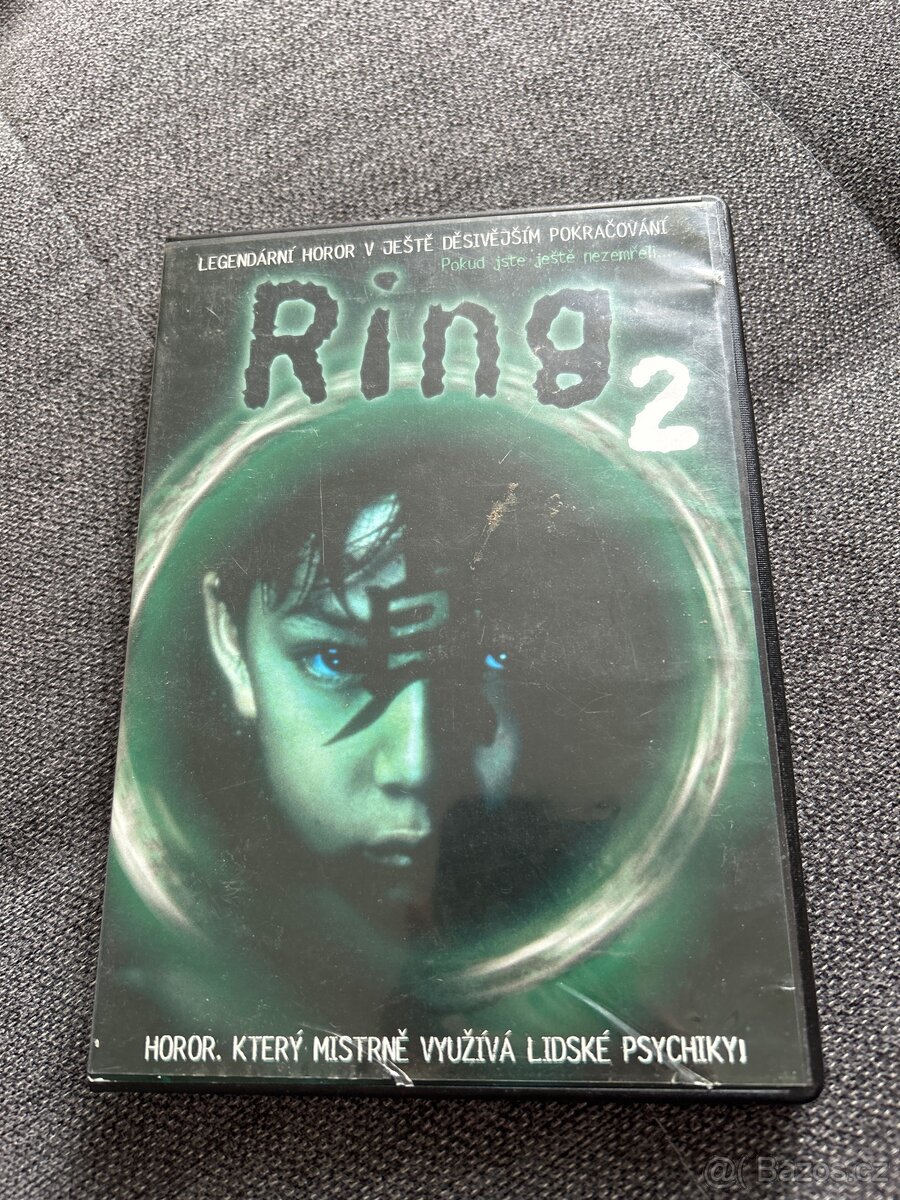 LEGENDÁRNÍ HOROR V JEŠTĚ DĚSIVĚJŠÍM POKRAČOVÁNÍ
Pokud jste ještě nezemřeli...
Ring
2
HOROR. KTERÝ MISTRNĚ VYUŽÍVÁ LIDSKÉ PSYCHIKY!
@( Bazos.cz